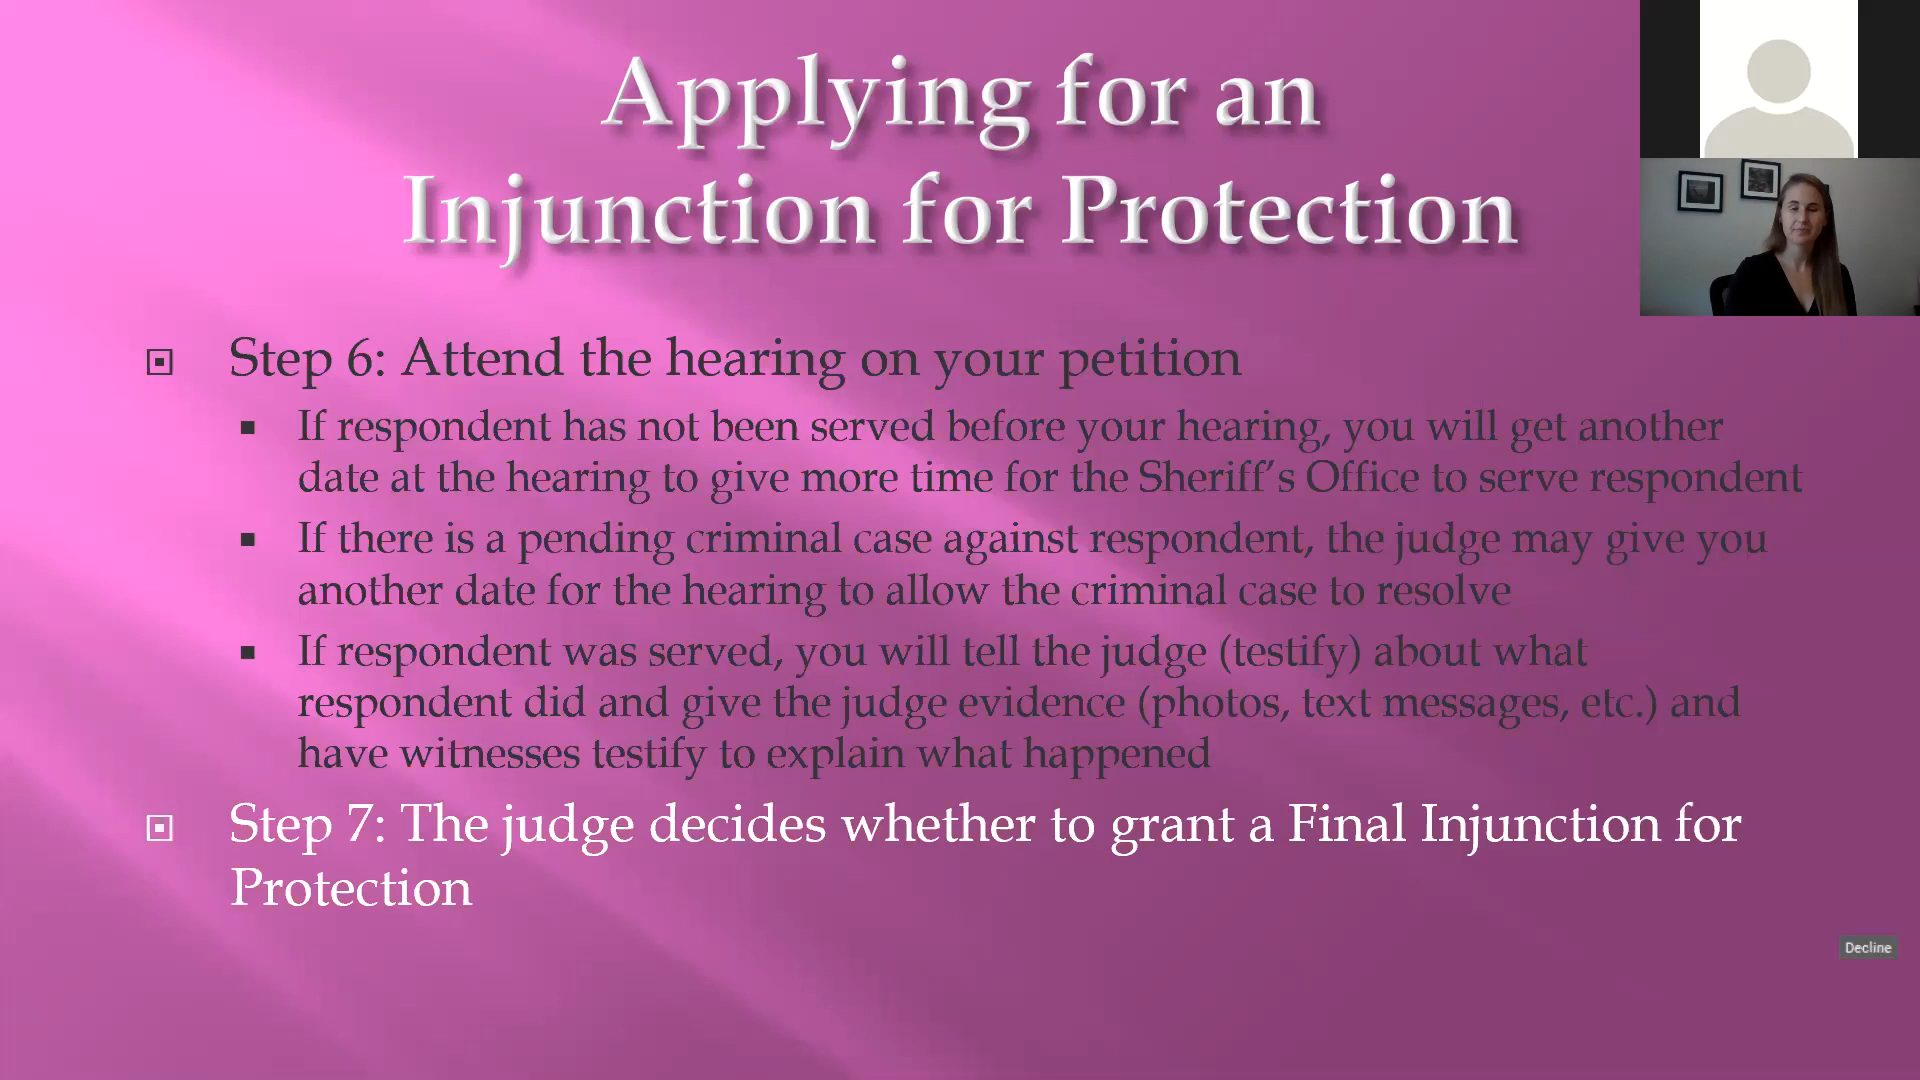 Applying for an
Injunction for Protection
Step 6: Attend the hearing on your petition
If respondent has not been served before your hearing, you will get another
date at the hearing to give more time for the Sheriff’s Office to serve respondent
If there is a pending criminal case against respondent, the judge may give you
another date for the hearing to allow the criminal case to resolve
If respondent was served, you will tell the judge (testify) about what
respondent did and give the judge evidence (photos, text messages, etc.) and
have witnesses testify to explain what happened
Step 7: The judge decides whether to grant a Final Injunction for
Protection
Decline